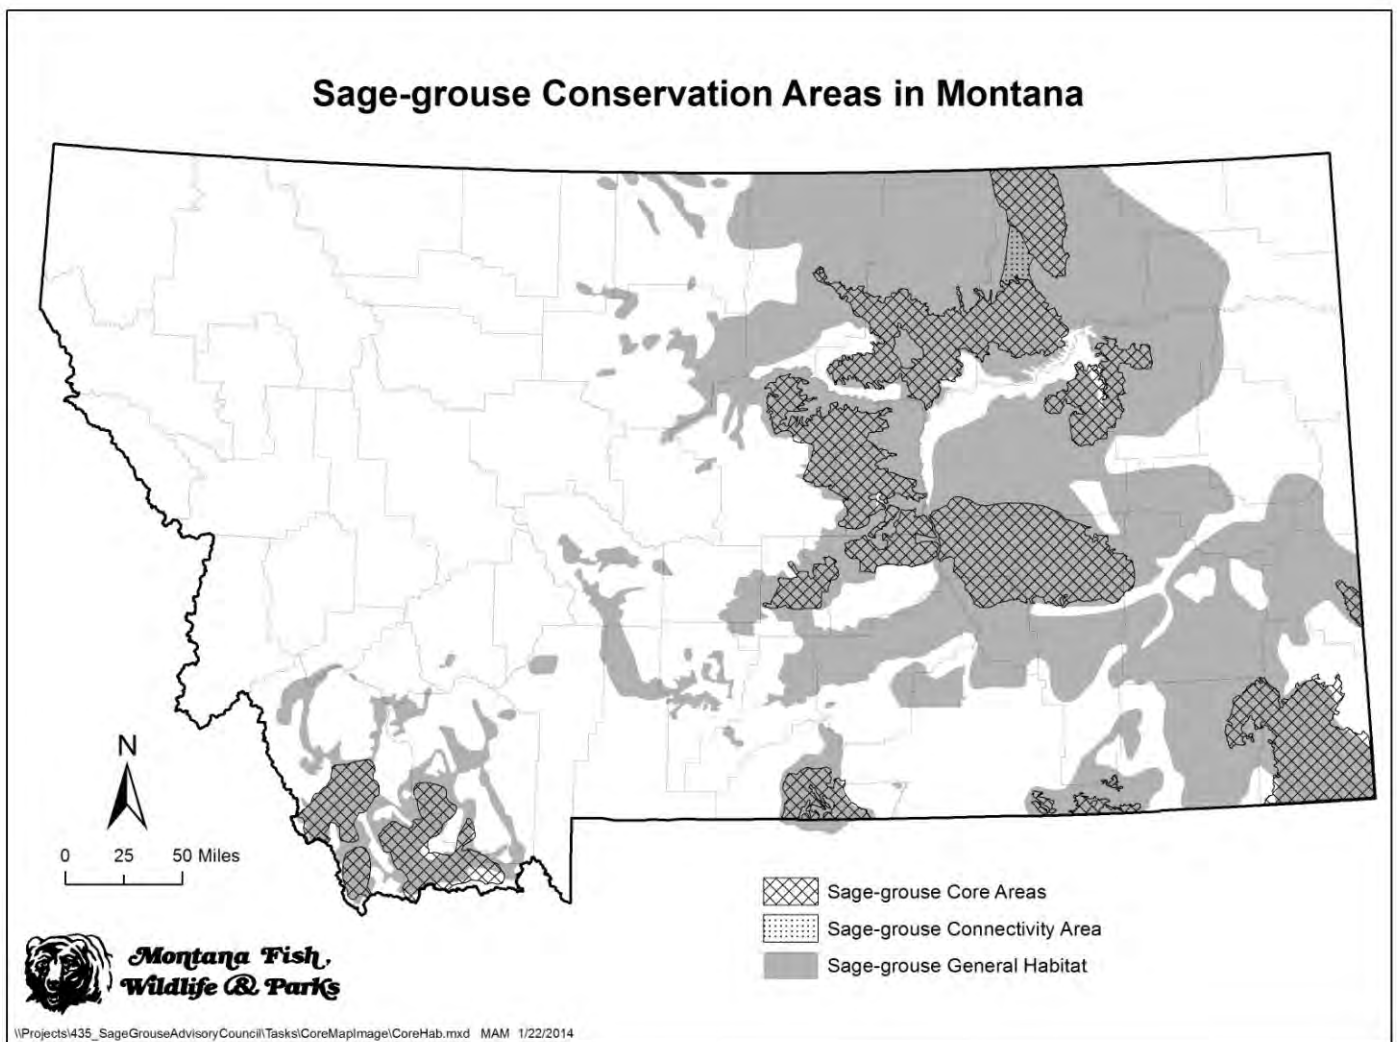 Sage-grouse Conservation Areas in Montana
N
0 25 50 Miles
Sage-grouse Core Areas
Sage-grouse Connectivity Area
Sage-grouse General Habitat
Montana Fish,
Wildlife & Parks
\\Projects\435_SageGrouseAdvisoryCouncil\Tasks\CoreMapImage\CoreHab.mxd MAM 1/22/2014